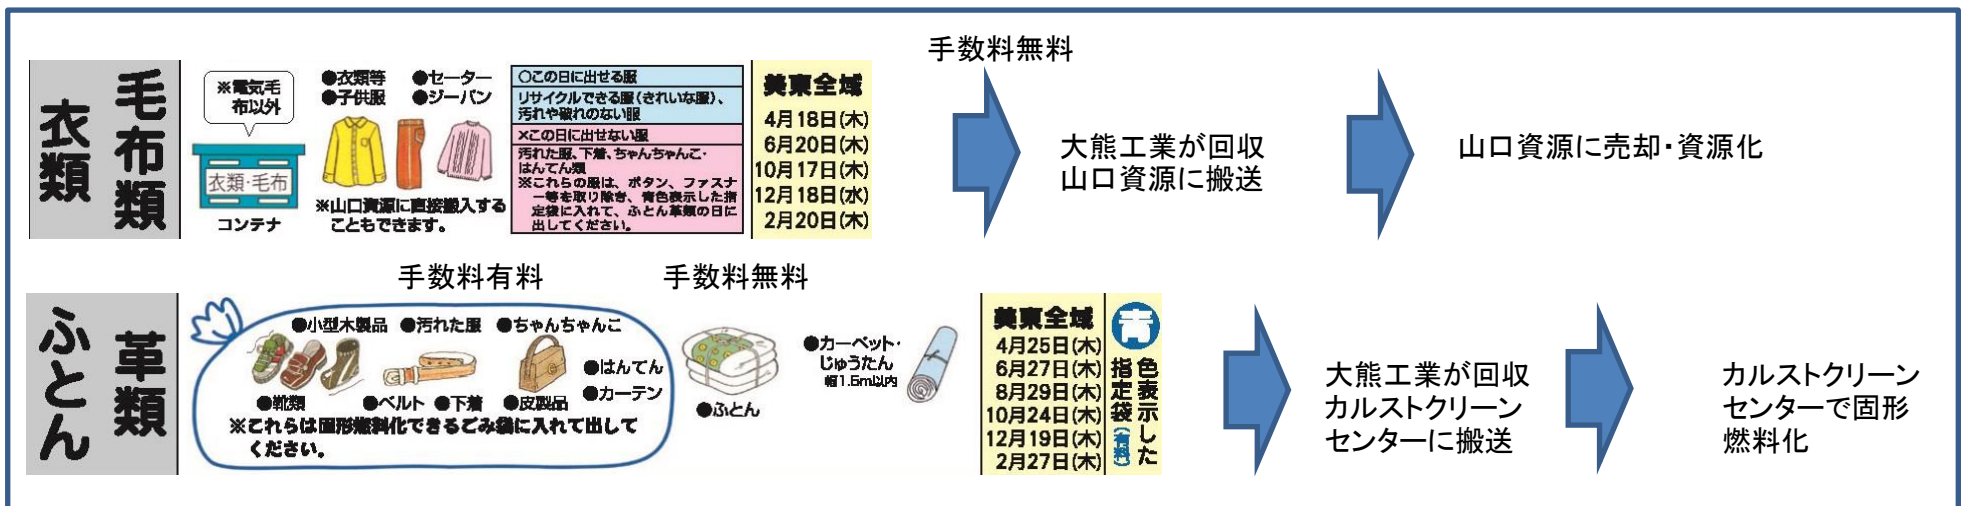 手数料無料
衣類
毛布類
※電気毛
布以外
衣類・毛布
コンテナ
●衣類等 ●セーター
●子供服 ●ジーパン
※山口資源に直接搬入する
こともできます。
○この日に出せる服
リサイクルできる服(きれいな服)、
汚れや破れのない服
×この日に出せない服
汚れた服、下着、ちゃんちゃんこ・
はんてん類
※これらの服は、ボタン、ファスナ
ー等を取り除き、青色表示した指
定袋に入れて、ふとん革類の日に
出してください。
美東全域
4月18日(木)
6月20日(木)
10月17日(木)
12月18日(水)
2月20日(木)
大熊工業が回収
山口資源に搬送
山口資源に売却・資源化
手数料有料
手数料無料
ふとん
革類
●小型木製品 ●汚れた服 ●ちゃんちゃんこ
●はんてん
●カーテン
●靴類 ●ベルト ●下着 ●皮製品
※これらは固形燃料化できるごみ袋に入れて出して
ください。
●ふとん
●カーペット・
じゅうたん
幅1.5m以内
美東全域
4月25日(木)
6月27日(木)
8月29日(木)
10月24日(木)
12月19日(木)
2月27日(木)
青
色表示した
指定袋(有料)
大熊工業が回収
カルストクリーン
センターに搬送
カルストクリーン
センターで固形
燃料化